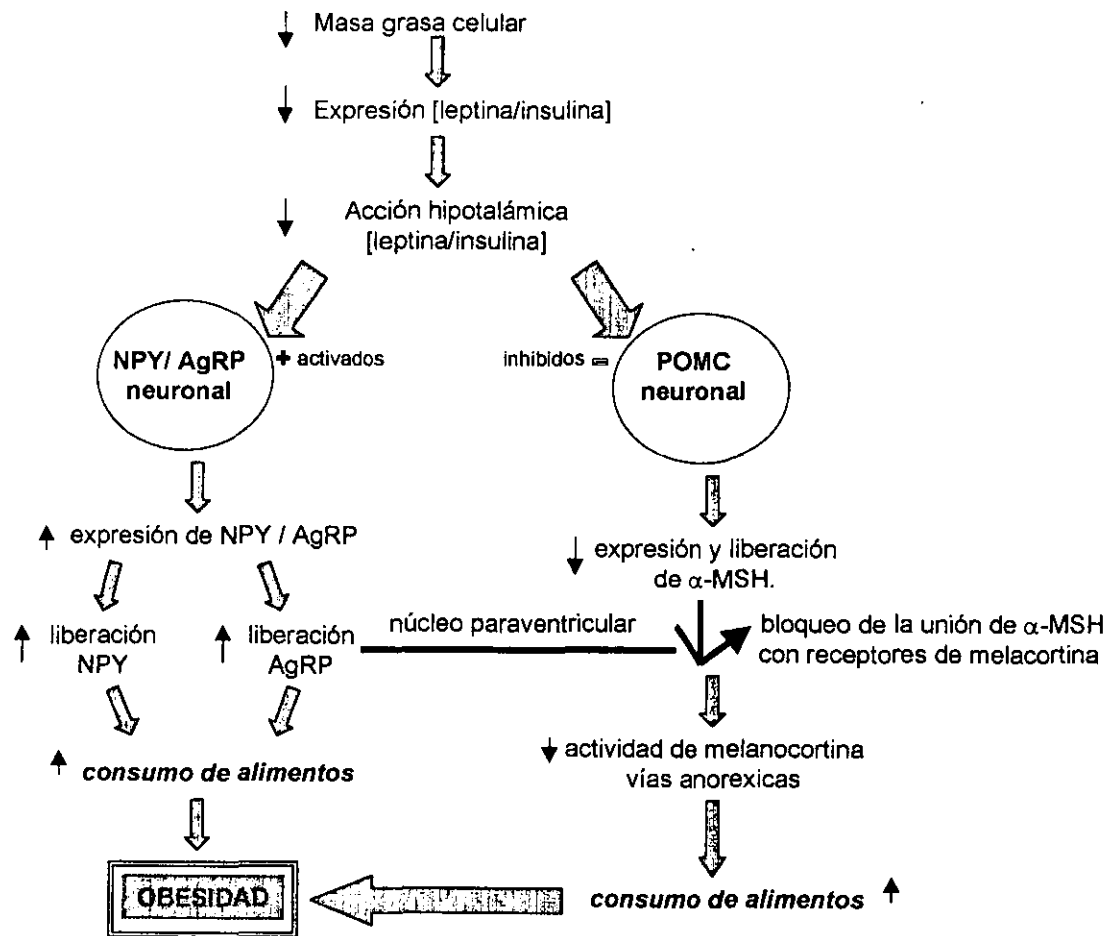 Masa grasa celular
Expresión [leptina/insulina]
Acción hipotalámica
[leptina/insulina]
NPY/ AgRP
neuronal
+ activados
inhibidos =
POMC
neuronal
expresión de NPY / AgRP
expresión y liberación
de α-MSH.
liberación
NPY
liberación
AgRP
núcleo paraventricular
bloqueo de la unión de α-MSH
con receptores de melacortina
consumo de alimentos
actividad de melanocortina
vías anorexicas
OBESIDAD
consumo de alimentos